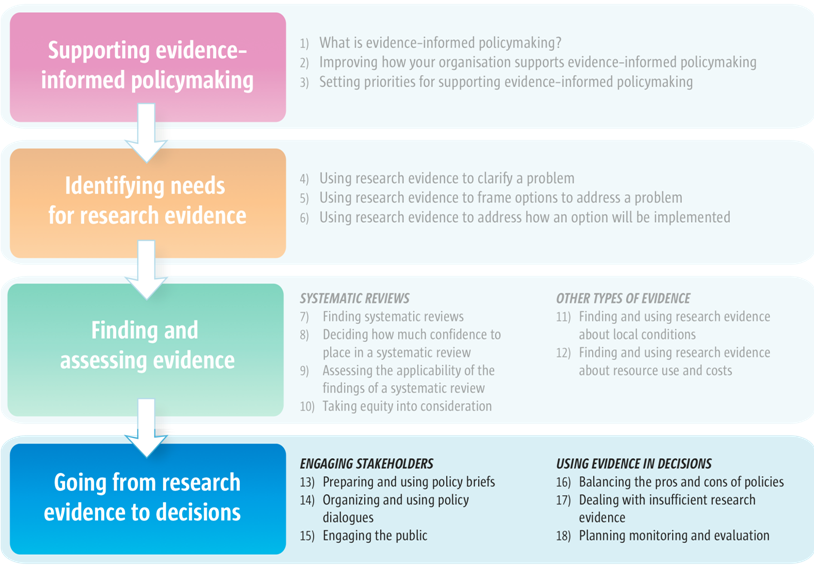 Supporting evidence–
informed policymaking
1) What is evidence–informed policymaking?
2) Improving how your organisation supports evidence–informed policymaking
3) Setting priorities for supporting evidence–informed policymaking
Identifying needs
for research evidence
4) Using research evidence to clarify a problem
5) Using research evidence to frame options to address a problem
6) Using research evidence to address how an option will be implemented
Finding and
assessing evidence
SYSTEMATIC REVIEWS
7) Finding systematic reviews
8) Deciding how much confidence to
place in a systematic review
9) Assessing the applicability of the
findings of a systematic review
10) Taking equity into consideration
OTHER TYPES OF EVIDENCE
11) Finding and using research evidence
about local conditions
12) Finding and using research evidence
about resource use and costs
Going from research
evidence to decisions
ENGAGING STAKEHOLDERS
13) Preparing and using policy briefs
14) Organizing and using policy
dialogues
15) Engaging the public
USING EVIDENCE IN DECISIONS
16) Balancing the pros and cons of policies
17) Dealing with insufficient research
evidence
18) Planning monitoring and evaluation